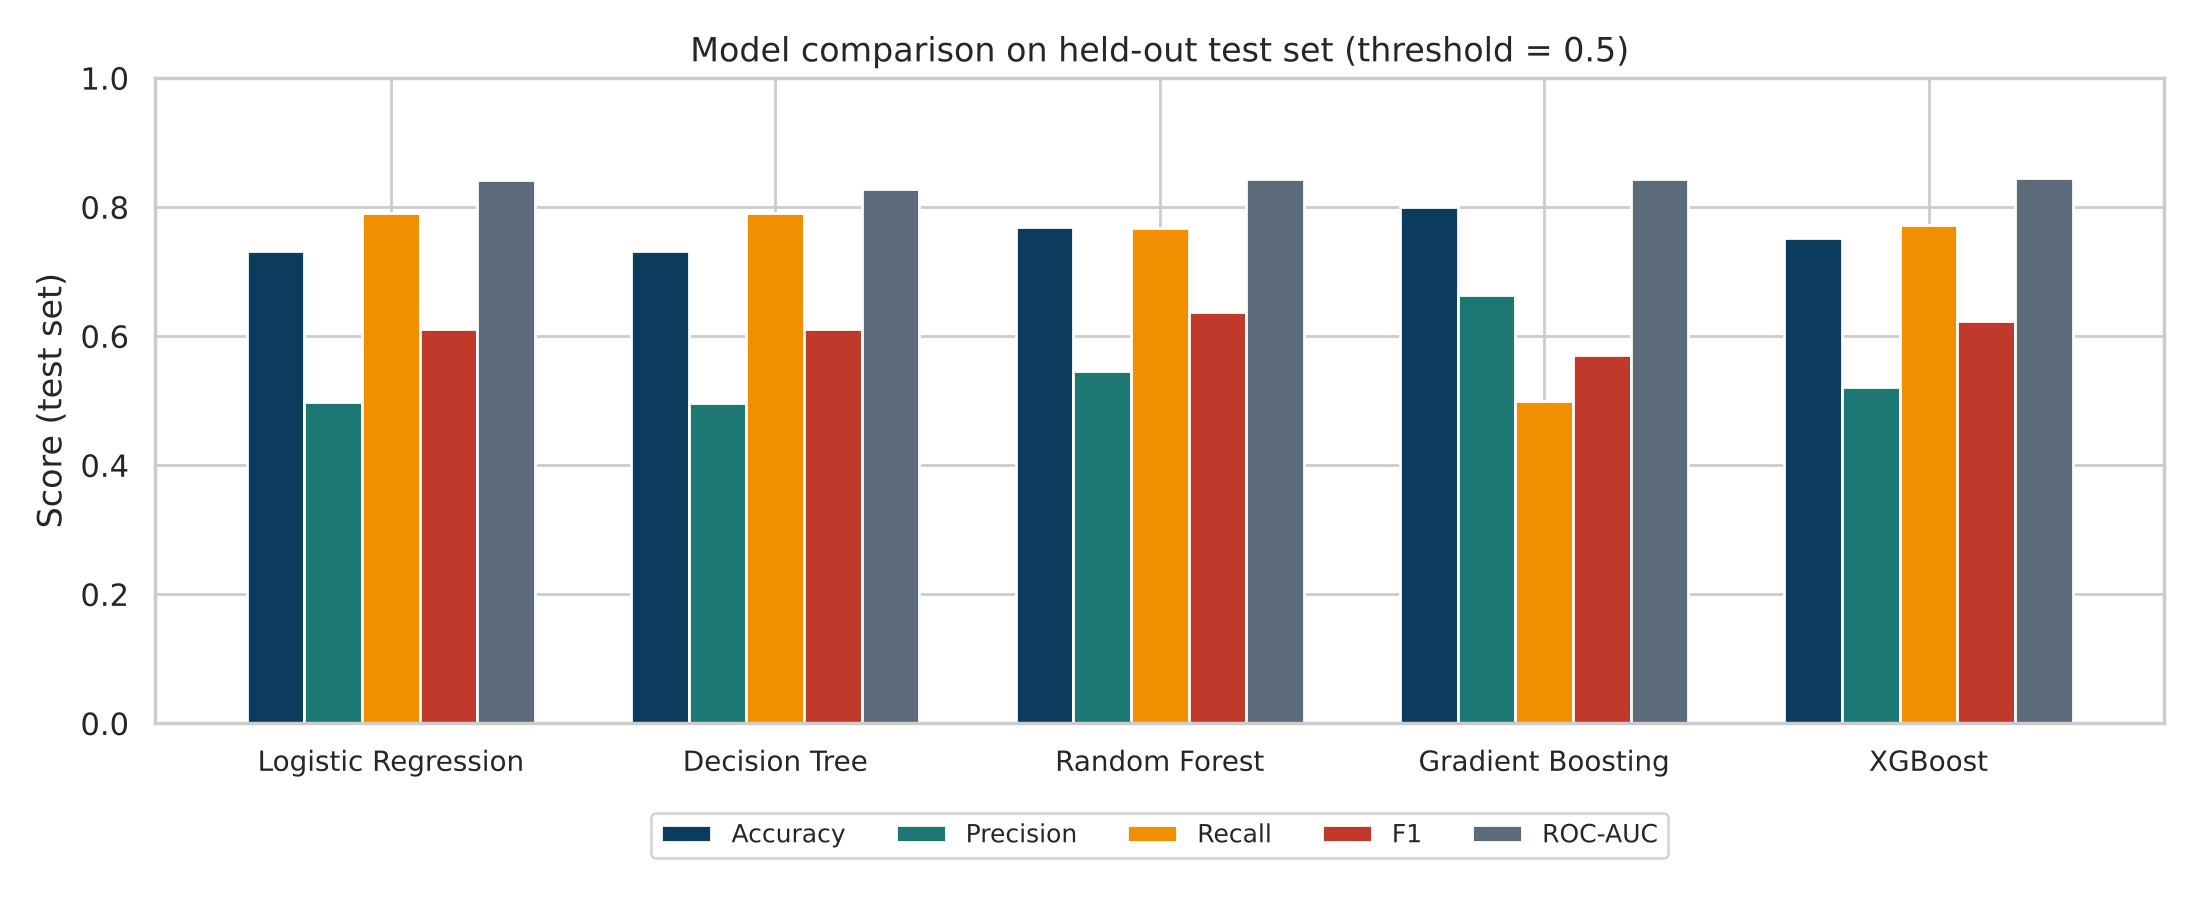 Model comparison on held-out test set (threshold = 0.5)
Score (test set)
1.0
0.8
0.6
0.4
0.2
0.0
Logistic Regression Decision Tree Random Forest Gradient Boosting XGBoost
Accuracy Precision Recall F1 ROC-AUC